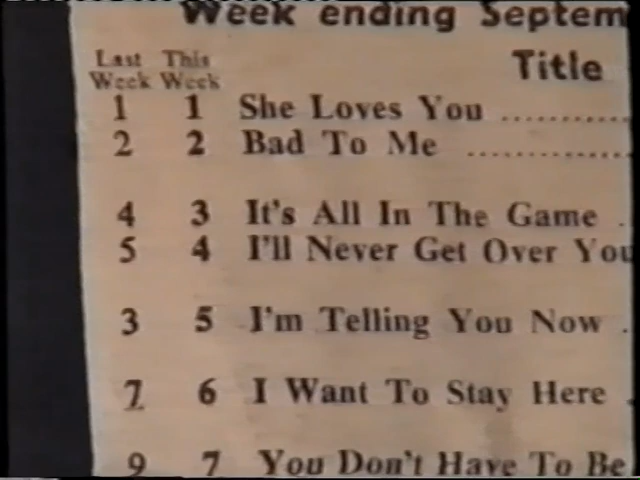 Week ending Septem
Last This Title
Week Week
1 1 She Loves You ............
2 2 Bad To Me ................
4 3 It's All In The Game .
5 4 I'll Never Get Over You
3 5 I'm Telling You Now .
7 6 I Want To Stay Here .
9 7 You Don't Have To Be